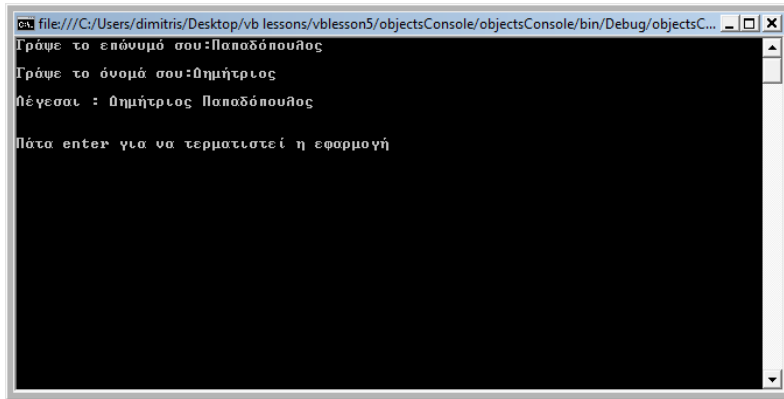 file:///C:/Users/dimitris/Desktop/vb lessons/vblesson5/objectsConsole/objectsConsole/bin/Debug/objectsC...
Γράψε το επώνυμό σου:Παπαδόπουλος
Γράψε το όνομά σου:Δημήτριος
Λέγεσαι : Δημήτριος Παπαδόπουλος
Πάτα enter για να τερματιστεί η εφαρμογή